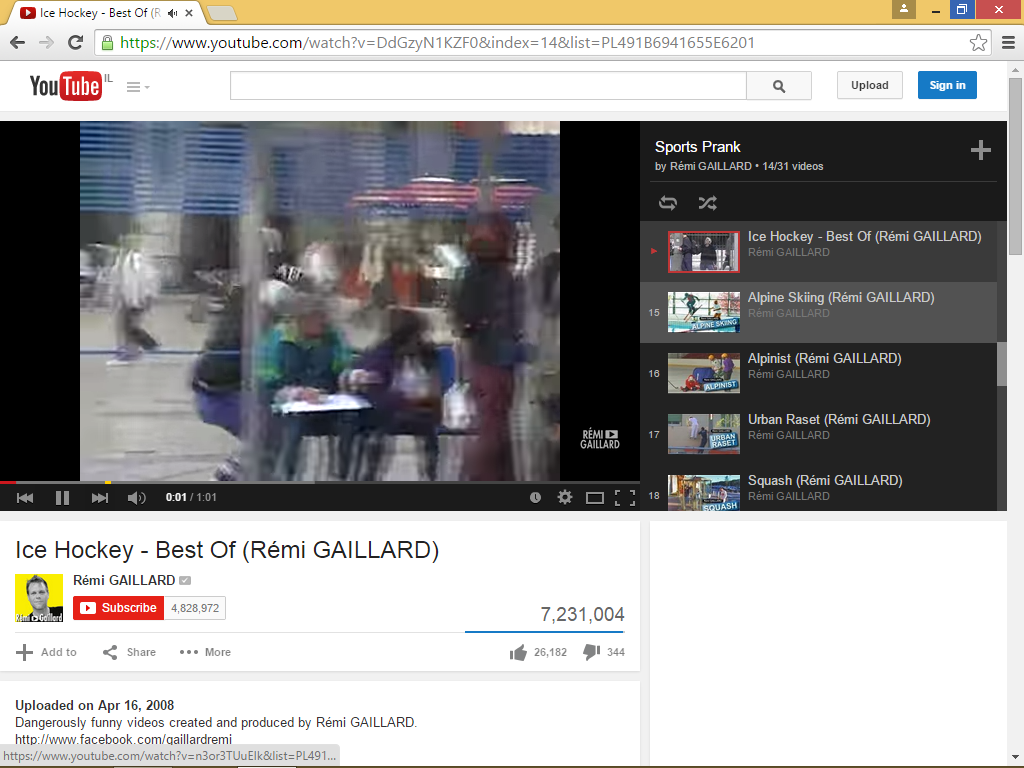 Ice Hockey - Best Of (R
https://www.youtube.com/watch?v=DdGzyN1KZF0&index=14&list=PL491B6941655E6201
YouTube IL
Upload
Sign in
Sports Prank
by Rémi GAILLARD • 14/31 videos
Ice Hockey - Best Of (Rémi GAILLARD)
Rémi GAILLARD
15
ALPINE SKIING
Alpine Skiing (Rémi GAILLARD)
Rémi GAILLARD
16
ALPINIST
Alpinist (Rémi GAILLARD)
Rémi GAILLARD
17
URBAN
RASET
Urban Raset (Rémi GAILLARD)
Rémi GAILLARD
18
SQUASH
Squash (Rémi GAILLARD)
Rémi GAILLARD
RÉMI
GAILLARD
0:01 / 1:01
Ice Hockey - Best Of (Rémi GAILLARD)
Rémi GAILLARD
Rémi Gaillard
Subscribe 4,828,972
7,231,004
Add to Share More 26,182 344
Uploaded on Apr 16, 2008
Dangerously funny videos created and produced by Rémi GAILLARD.
http://www.facebook.com/gaillardremi
https://www.youtube.com/watch?v=n3or3TUuElk&list=PL491...